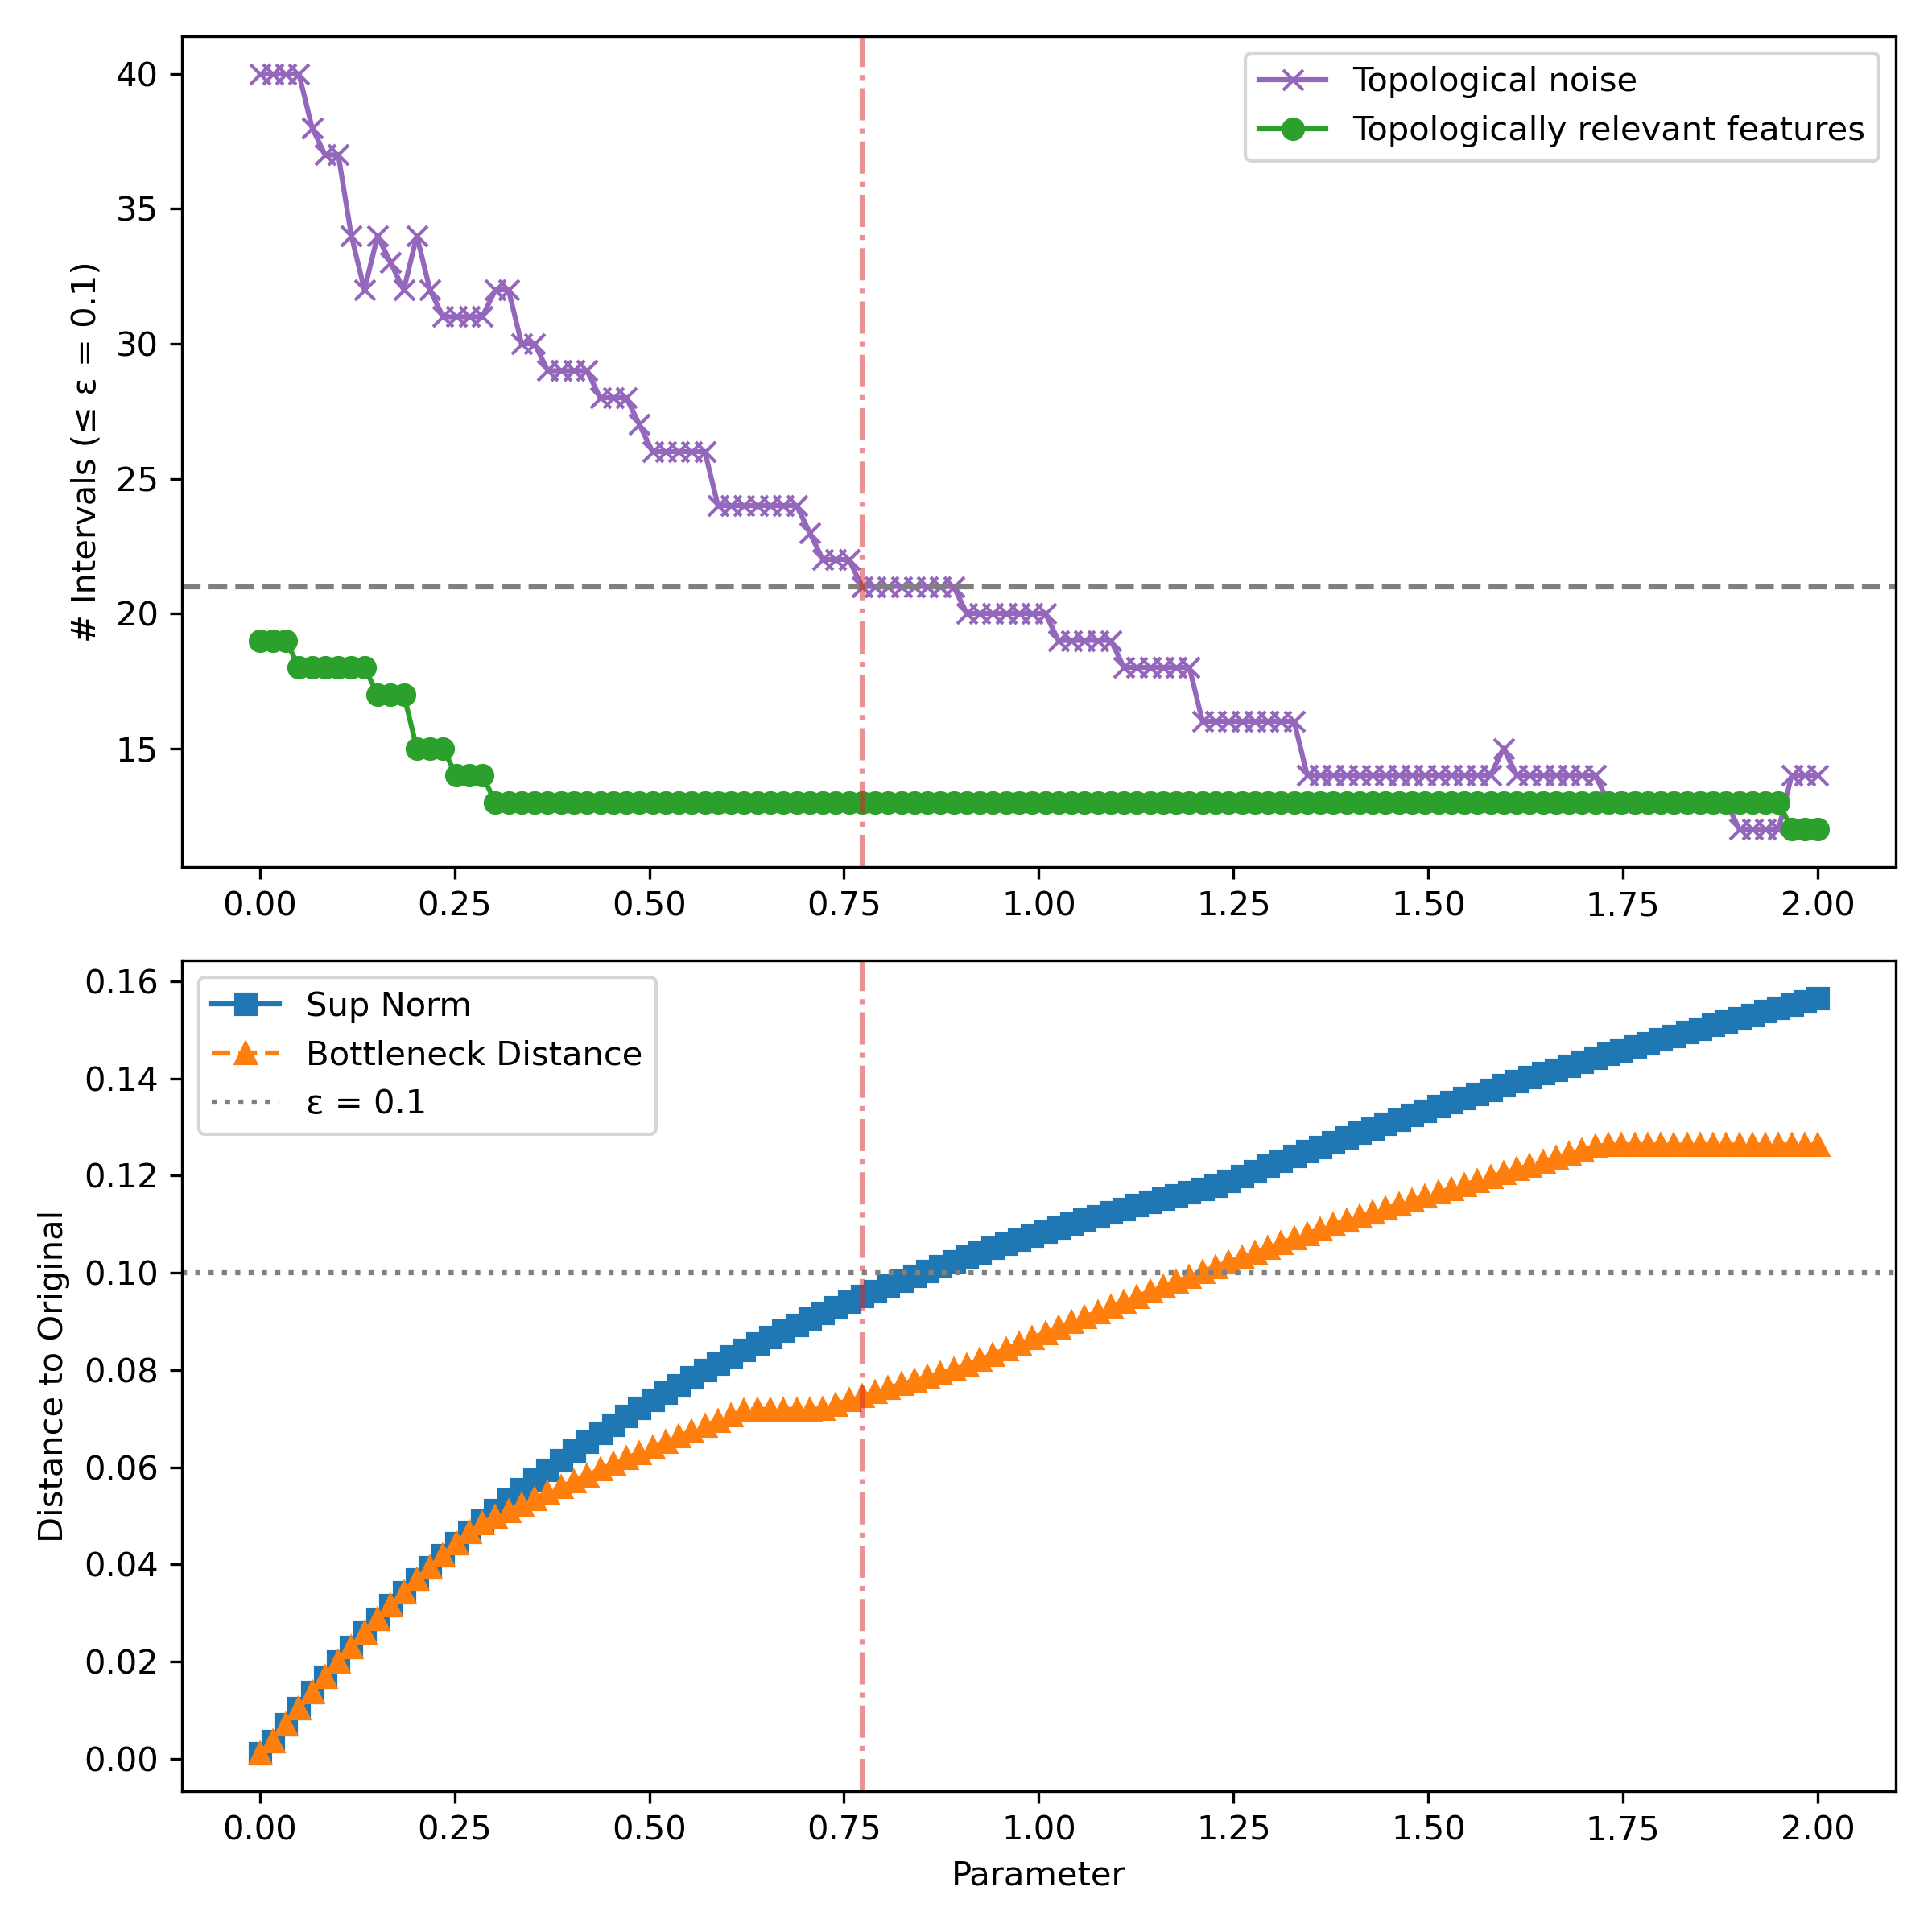 Topological noise
Topologically relevant features
# Intervals (≤ ε = 0.1)
40
35
30
25
20
15
0.00 0.25 0.50 0.75 1.00 1.25 1.50 1.75 2.00
Sup Norm
Bottleneck Distance
ε = 0.1
Distance to Original
0.16
0.14
0.12
0.10
0.08
0.06
0.04
0.02
0.00
0.00 0.25 0.50 0.75 1.00 1.25 1.50 1.75 2.00
Parameter